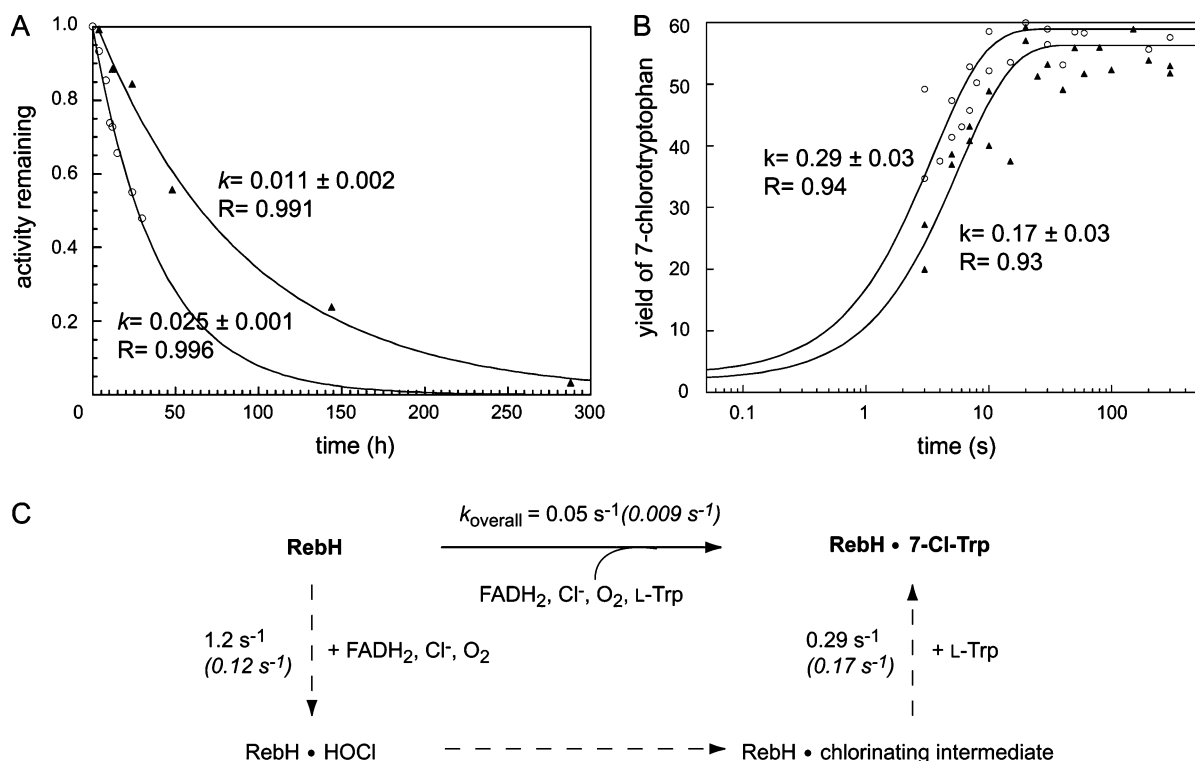 A
activity remaining
1.0
0.8
0.6
0.4
0.2
k= 0.011 ± 0.002
R= 0.991
k= 0.025 ± 0.001
R= 0.996
0 50 100 150 200 250 300
time (h)
B
yield of 7-chlorotryptophan
60
50
40
30
20
10
0
k= 0.29 ± 0.03
R= 0.94
k= 0.17 ± 0.03
R= 0.93
0.1 1 10 100
time (s)
C
koverall = 0.05 s-1(0.009 s-1)
RebH
RebH • 7-Cl-Trp
FADH2, Cl-, O2, L-Trp
1.2 s-1
(0.12 s-1)
+ FADH2, Cl-, O2
0.29 s-1
(0.17 s-1)
+ L-Trp
RebH • HOCl
RebH • chlorinating intermediate